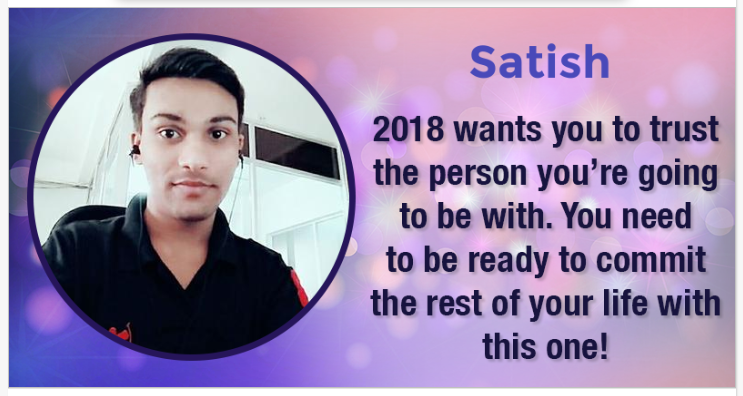 Satish
2018 wants you to trust
the person you're going
to be with. You need
to be ready to commit
the rest of your life with
this one!